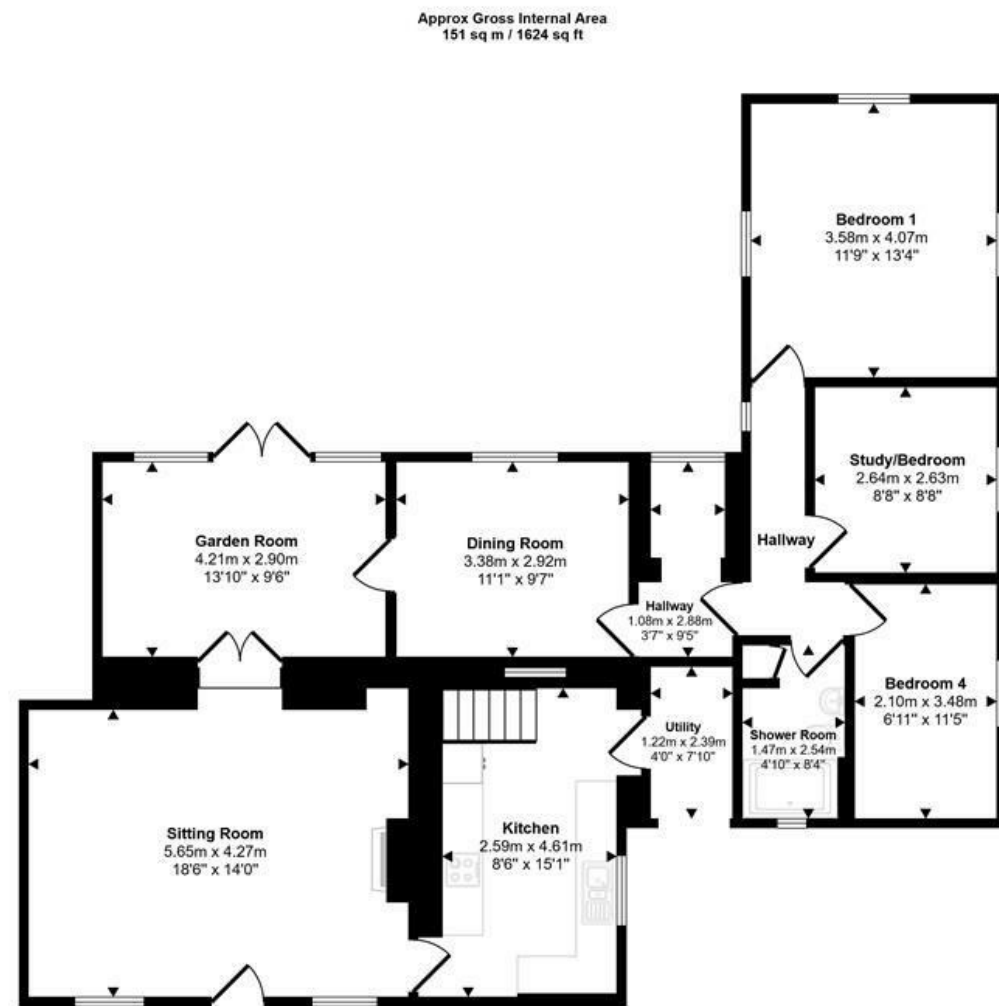 Approx Gross Internal Area
151 sq m / 1624 sq ft
Bedroom 1
3.58m x 4.07m
11'9" x 13'4"
Study/Bedroom
2.64m x 2.63m
8'8" x 8'8"
Garden Room
4.21m x 2.90m
13'10" x 9'6"
Dining Room
3.38m x 2.92m
11'1" x 9'7"
Hallway
Hallway
1.08m x 2.88m
3'7" x 9'5"
Bedroom 4
2.10m x 3.48m
6'11" x 11'5"
Utility
1.22m x 2.39m
4'0" x 7'10"
Shower Room
1.47m x 2.54m
4'10" x 8'4"
Sitting Room
5.65m x 4.27m
18'6" x 14'0"
Kitchen
2.59m x 4.61m
8'6" x 15'1"